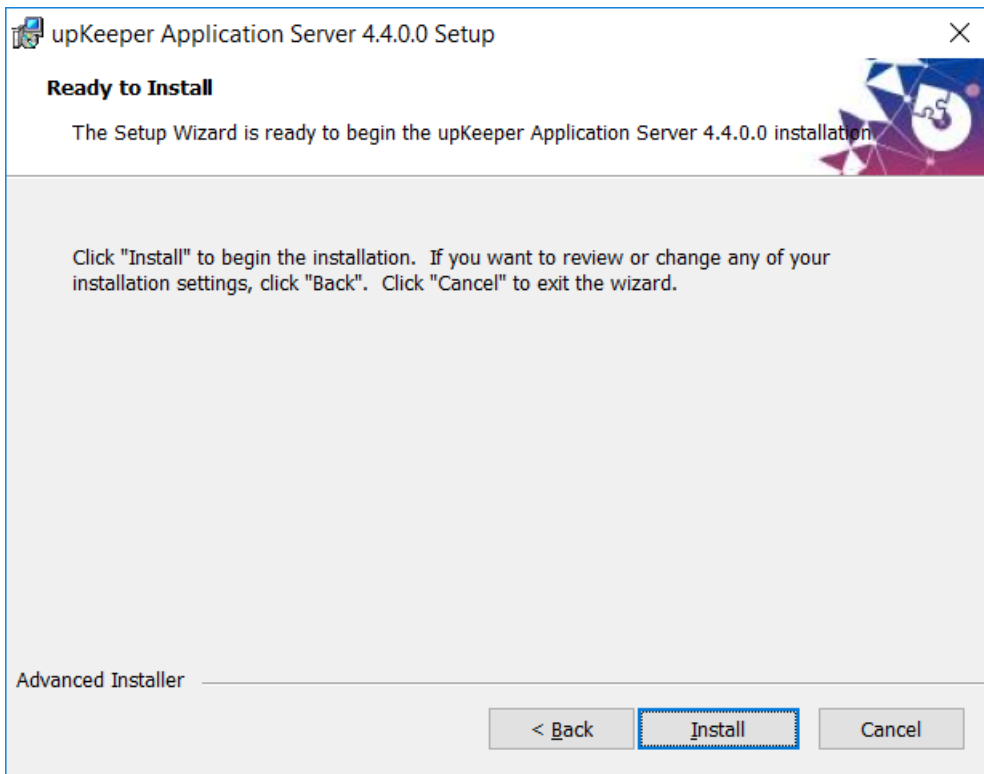 upKeeper Application Server 4.4.0.0 Setup
Ready to Install
The Setup Wizard is ready to begin the upKeeper Application Server 4.4.0.0 installation
Click "Install" to begin the installation.  If you want to review or change any of your
installation settings, click "Back".  Click "Cancel" to exit the wizard.
Advanced Installer
< Back
Install
Cancel